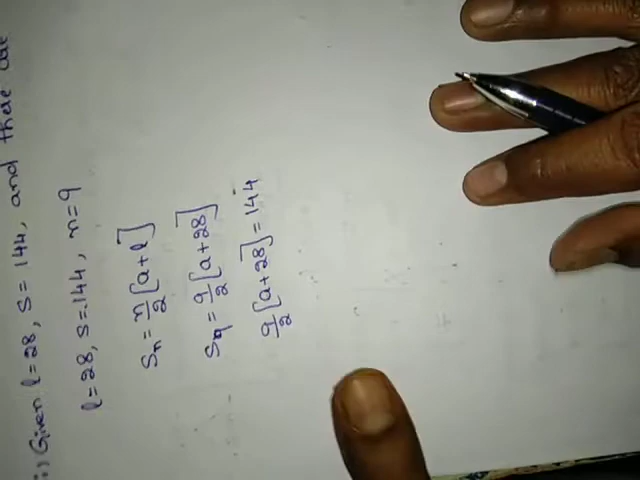 :) Given l=28, S=144, and there are
l=28, S=144, n=9
Sn = n/2 [a+l]
S9 = 9/2 [a+28]
9/2 [a+28] = 144